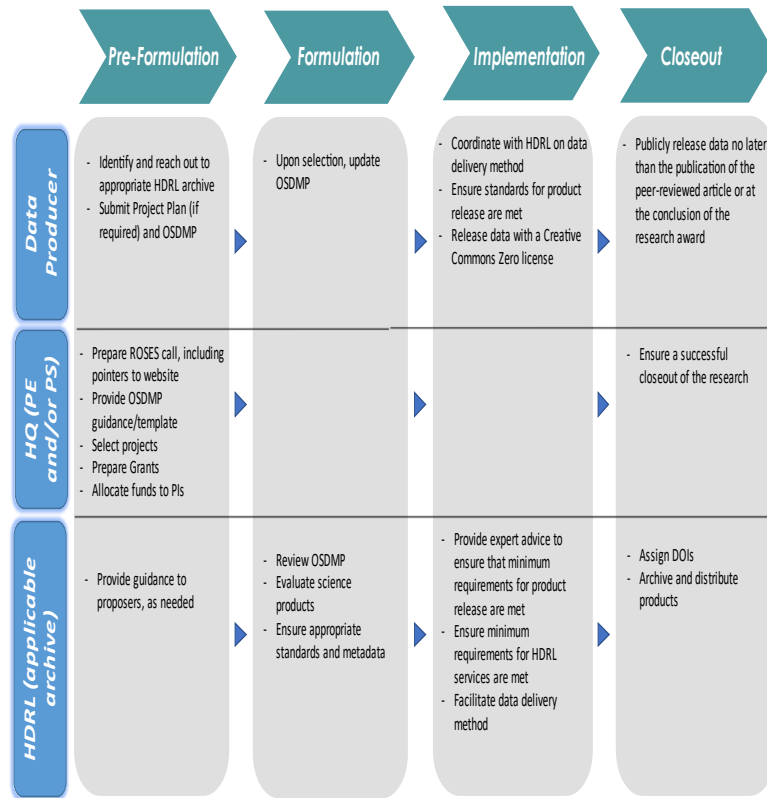 Pre-Formulation
Formulation
Implementation
Closeout
Data
Producer
- Identify and reach out to
appropriate HDRL archive
- Submit Project Plan (if
required) and OSDMP
- Upon selection, update
OSDMP
- Coordinate with HDRL on data
delivery method
- Ensure standards for product
release are met
- Release data with a Creative
Commons Zero license
- Publicly release data no later
than the publication of the
peer-reviewed article or at
the conclusion of the
research award
HQ (PE
and/or PS)
- Prepare ROSES call, including
pointers to website
- Provide OSDMP
guidance/template
- Select projects
- Prepare Grants
- Allocate funds to PIs
- Ensure a successful
closeout of the research
HDRL (applicable
archive)
- Provide guidance to
proposers, as needed
- Review OSDMP
- Evaluate science
products
- Ensure appropriate
standards and metadata
- Provide expert advice to
ensure that minimum
requirements for product
release are met
- Ensure minimum
requirements for HDRL
services are met
- Facilitate data delivery
method
- Assign DOIs
- Archive and distribute
products